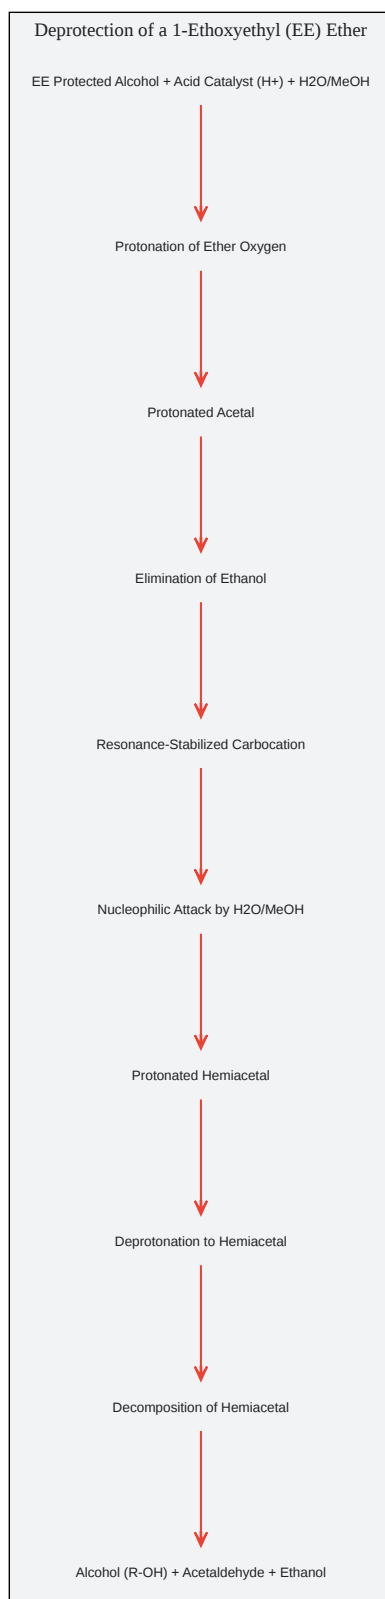 Deprotection of a 1-Ethoxyethyl (EE) Ether
EE Protected Alcohol + Acid Catalyst (H+) + H2O/MeOH
Protonation of Ether Oxygen
Protonated Acetal
Elimination of Ethanol
Resonance-Stabilized Carbocation
Nucleophilic Attack by H2O/MeOH
Protonated Hemiacetal
Deprotonation to Hemiacetal
Decomposition of Hemiacetal
Alcohol (R-OH) + Acetaldehyde + Ethanol